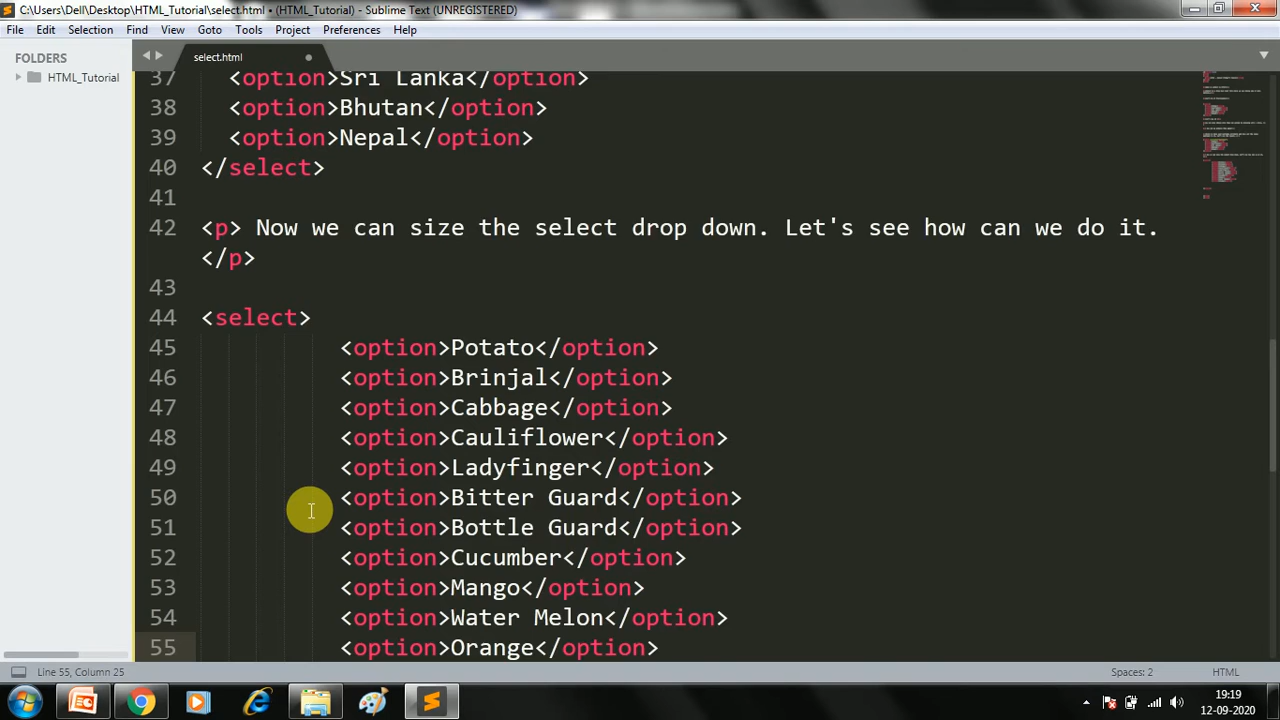 C:\Users\Dell\Desktop\HTML_Tutorial\select.html • (HTML_Tutorial) - Sublime Text (UNREGISTERED)
File Edit Selection Find View Goto Tools Project Preferences Help
FOLDERS
HTML_Tutorial
select.html
37 <option>Sri Lanka</option>
38 <option>Bhutan</option>
39 <option>Nepal</option>
40 </select>
41
42 <p> Now we can size the select drop down. Let's see how can we do it.
</p>
43
44 <select>
45 <option>Potato</option>
46 <option>Brinjal</option>
47 <option>Cabbage</option>
48 <option>Cauliflower</option>
49 <option>Ladyfinger</option>
50 <option>Bitter Guard</option>
51 <option>Bottle Guard</option>
52 <option>Cucumber</option>
53 <option>Mango</option>
54 <option>Water Melon</option>
55 <option>Orange</option>
Line 55, Column 25
Spaces: 2
HTML
19:19
12-09-2020